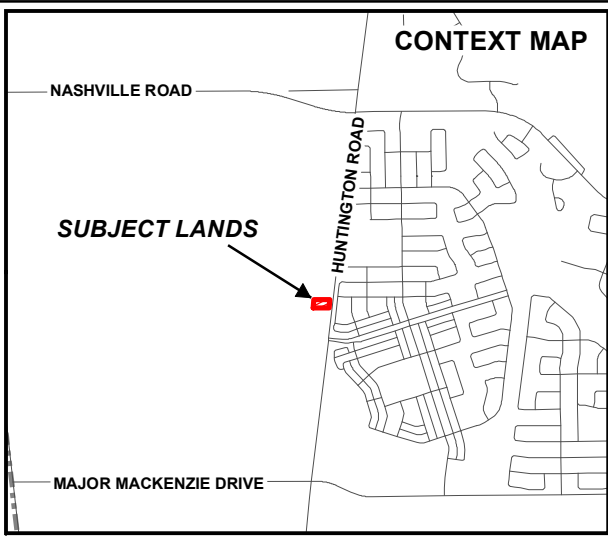 CONTEXT MAP
NASHVILLE ROAD
HUNTINGTON ROAD
SUBJECT LANDS
MAJOR MACKENZIE DRIVE